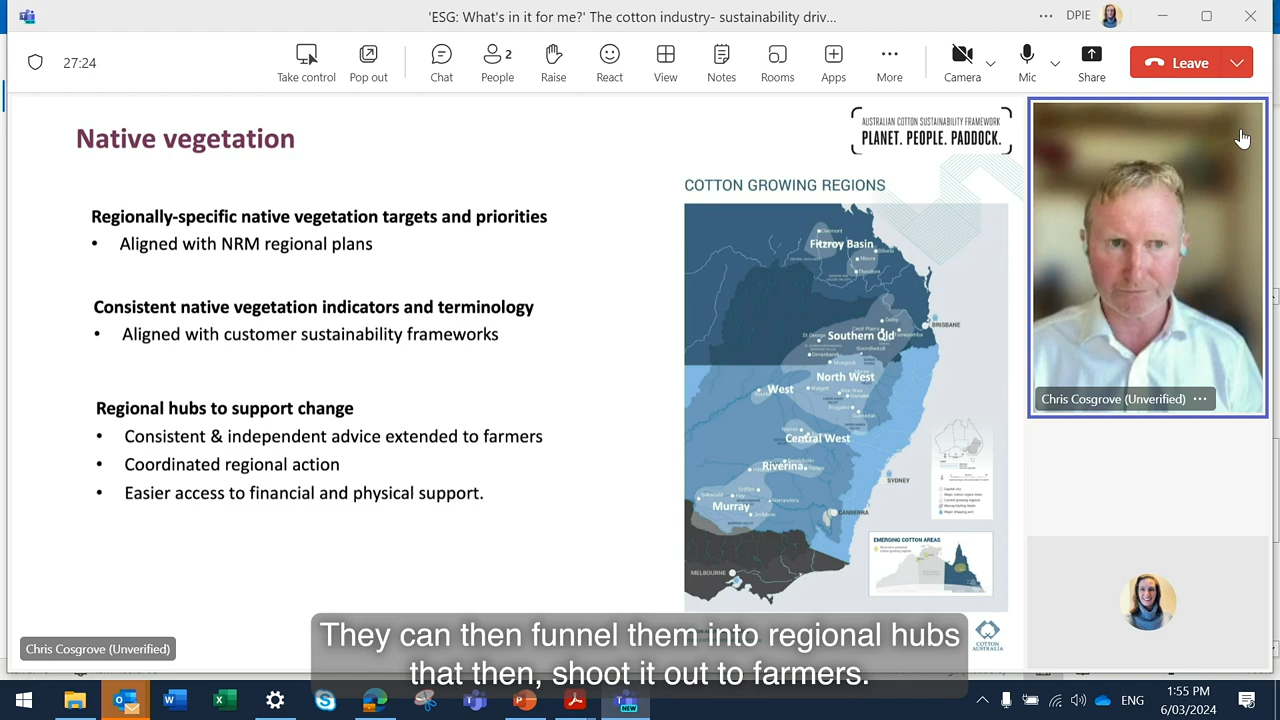 'ESG: What's in it for me?' The cotton industry- sustainability driv...
DPIE
27:24
Take control
Pop out
Chat
2
People
Raise
React
View
Notes
Rooms
Apps
More
Camera
Mic
Share
Leave
Native vegetation
AUSTRALIAN COTTON SUSTAINABILITY FRAMEWORK
PLANET. PEOPLE. PADDOCK.
COTTON GROWING REGIONS
Regionally-specific native vegetation targets and priorities
• Aligned with NRM regional plans
Consistent native vegetation indicators and terminology
• Aligned with customer sustainability frameworks
Regional hubs to support change
• Consistent & independent advice extended to farmers
• Coordinated regional action
• Easier access to financial and physical support.
Fitzroy Basin
Theodore
BRISBANE
Southern Qld
Goondiwindi
North West
West
Central West
Riverina
SYDNEY
Murray
CANBERRA
MELBOURNE
EMERGING COTTON AREAS
COTTON
AUSTRALIA
Chris Cosgrove (Unverified)
Chris Cosgrove (Unverified)
They can then funnel them into regional hubs
that then, shoot it out to farmers.
NEW
ENG
1:55 PM
6/03/2024